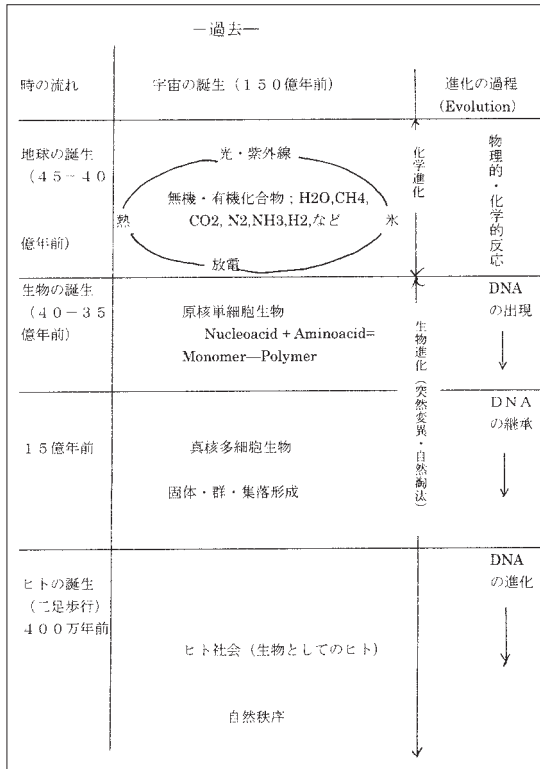 ―過去―
時の流れ
宇宙の誕生（150億年前）
進化の過程
(Evolution)
地球の誕生
（45－40
億年前）
光・紫外線
無機・有機化合物；H2O,CH4,
CO2, N2,NH3,H2,など
熱
氷
放電
化学進化
物理的・化学的反応
生物の誕生
（40－35
億年前）
原核単細胞生物
Nucleoacid + Aminoacid=
Monomer―Polymer
生物進化（突然変異・自然淘汰）
DNA
の出現
15億年前
真核多細胞生物
固体・群・集落形成
DNA
の継承
ヒトの誕生
（二足歩行）
400万年前
ヒト社会（生物としてのヒト）
自然秩序
DNA
の進化